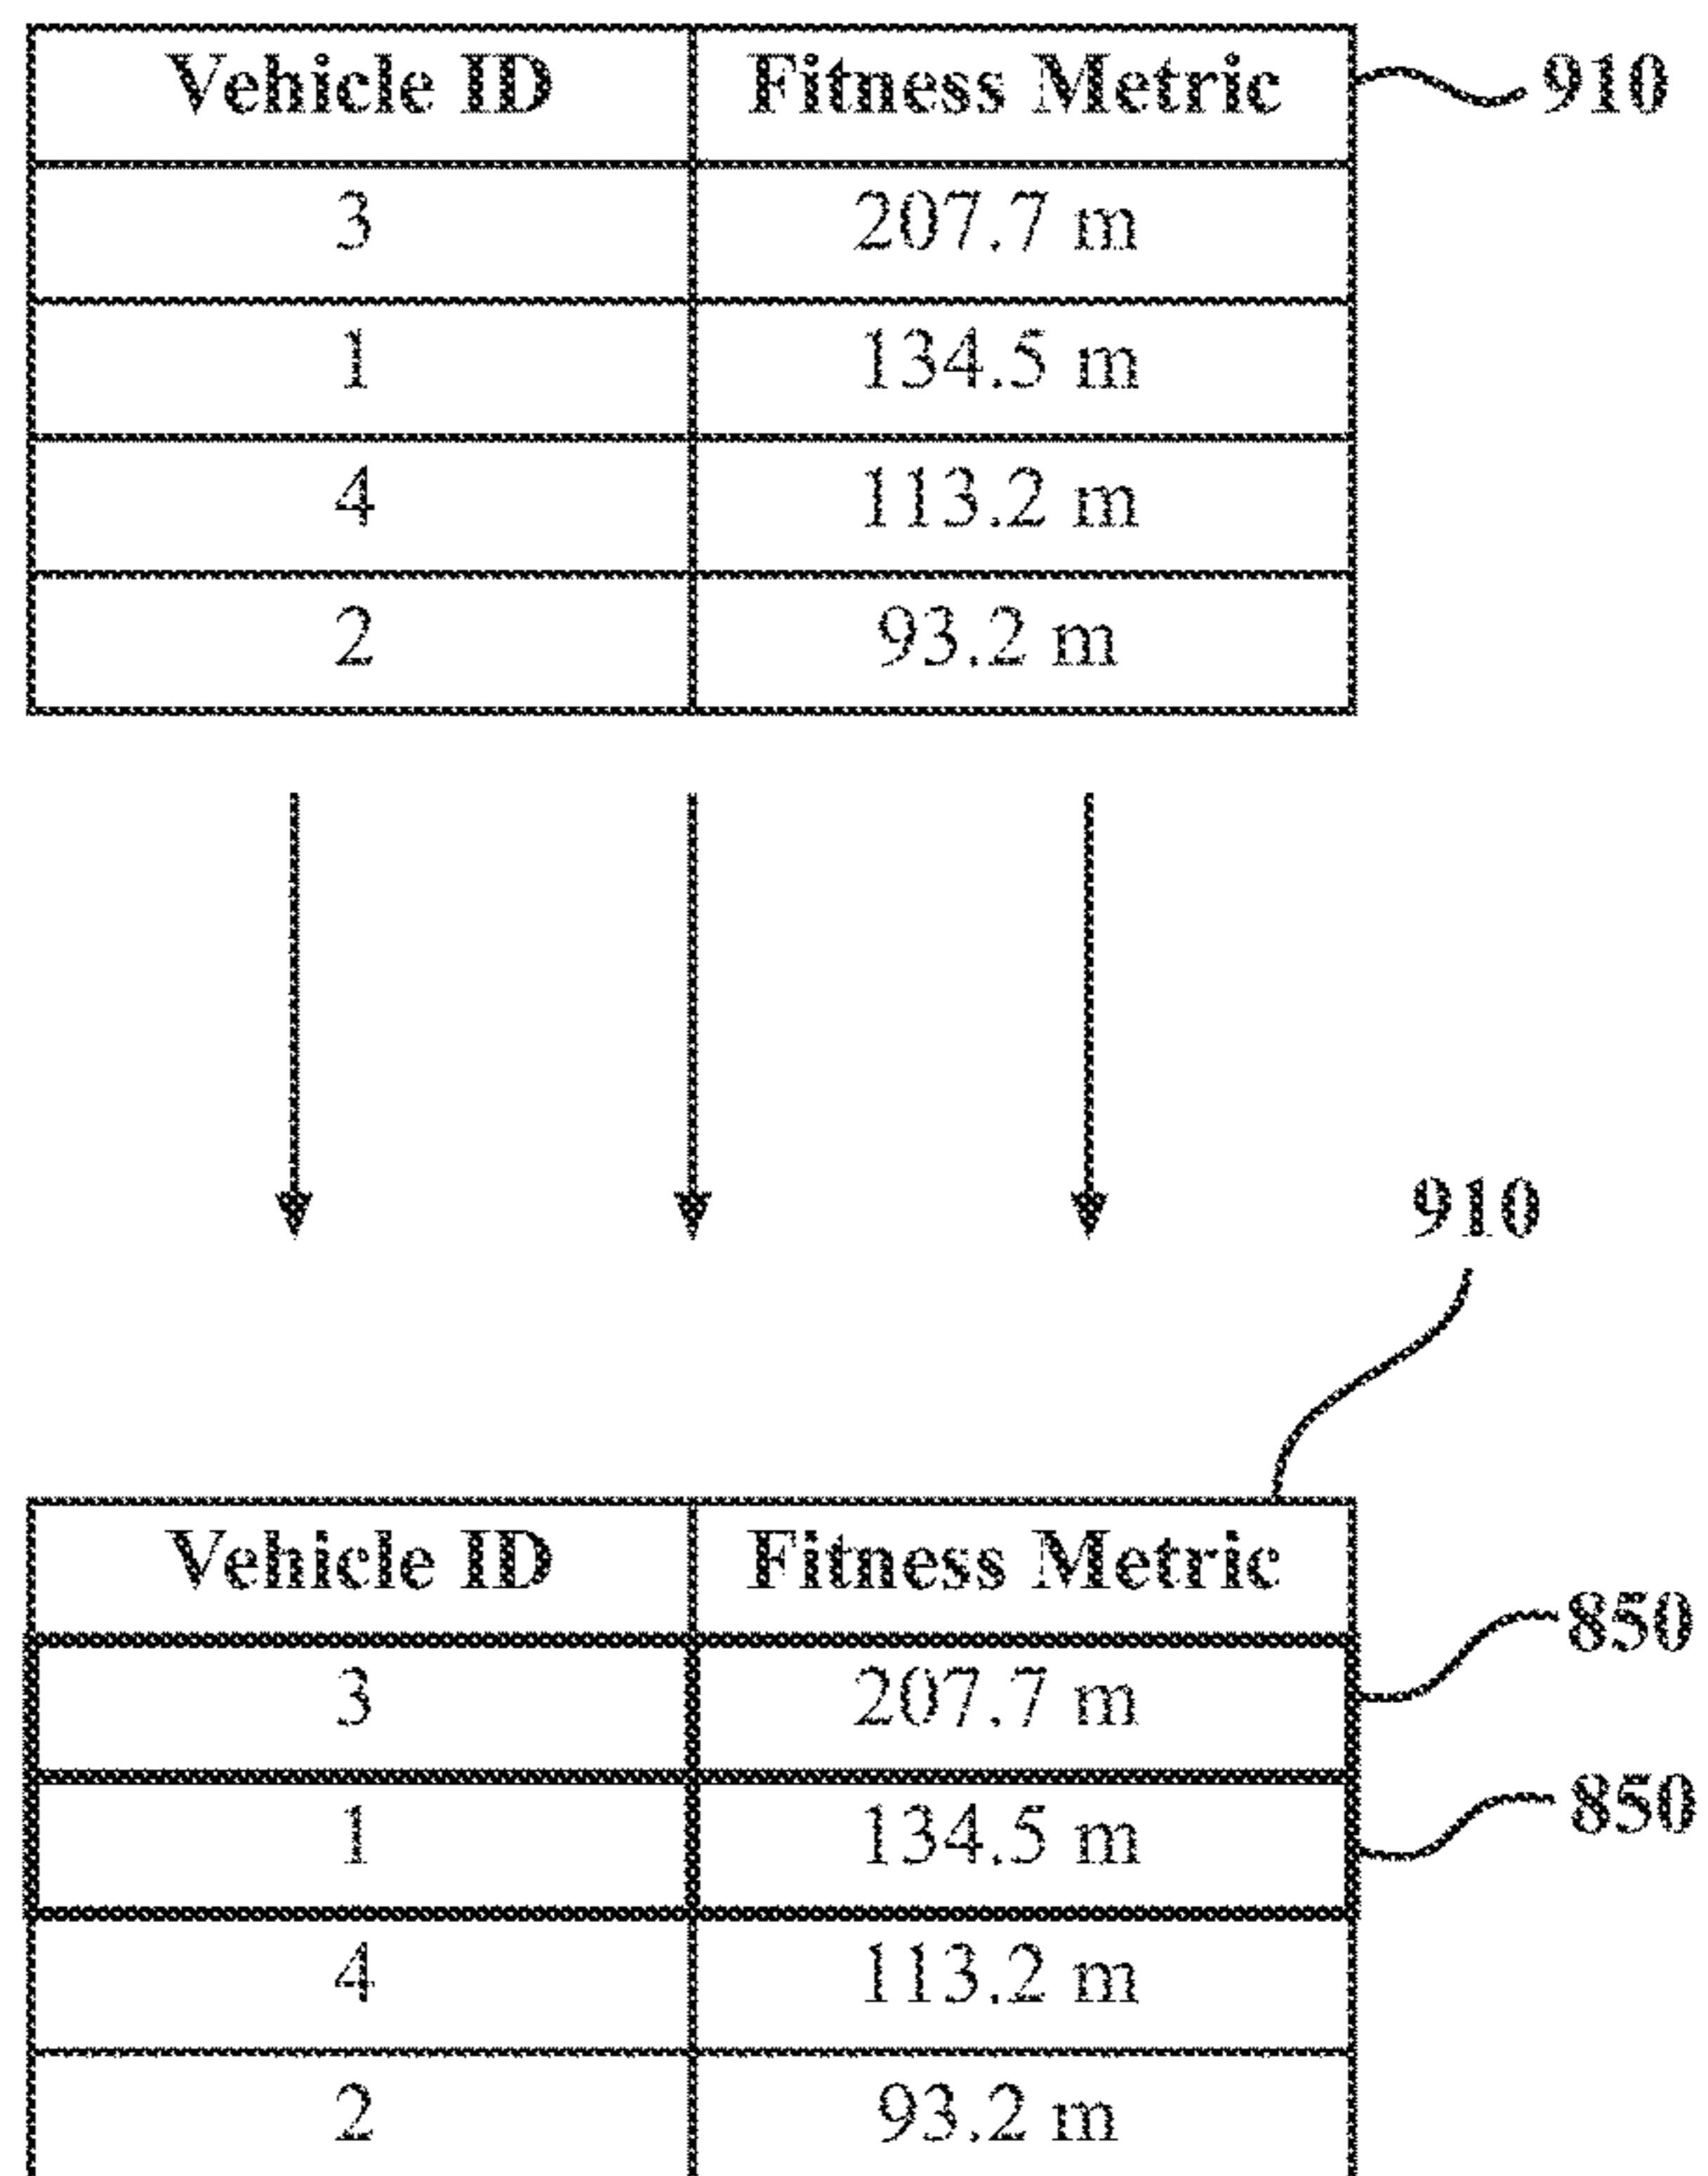 Vehicle ID Fitness Metric 910
3 207.7 m
1 134.5 m
4 113.2 m
2 93.2 m
910
Vehicle ID Fitness Metric
850
3 207.7 m
850
1 134.5 m
4 113.2 m
2 93.2 m